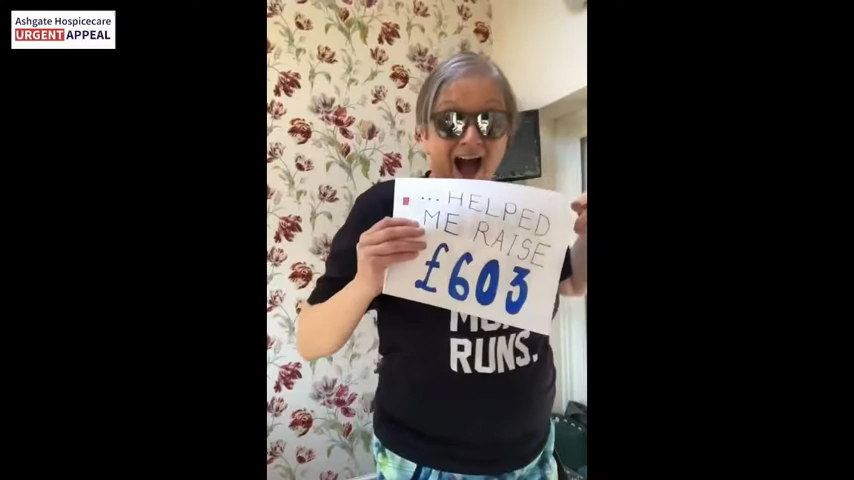 Ashgate Hospicecare
URGENT APPEAL
... HELPED
ME RAISE
£603
RUNS.